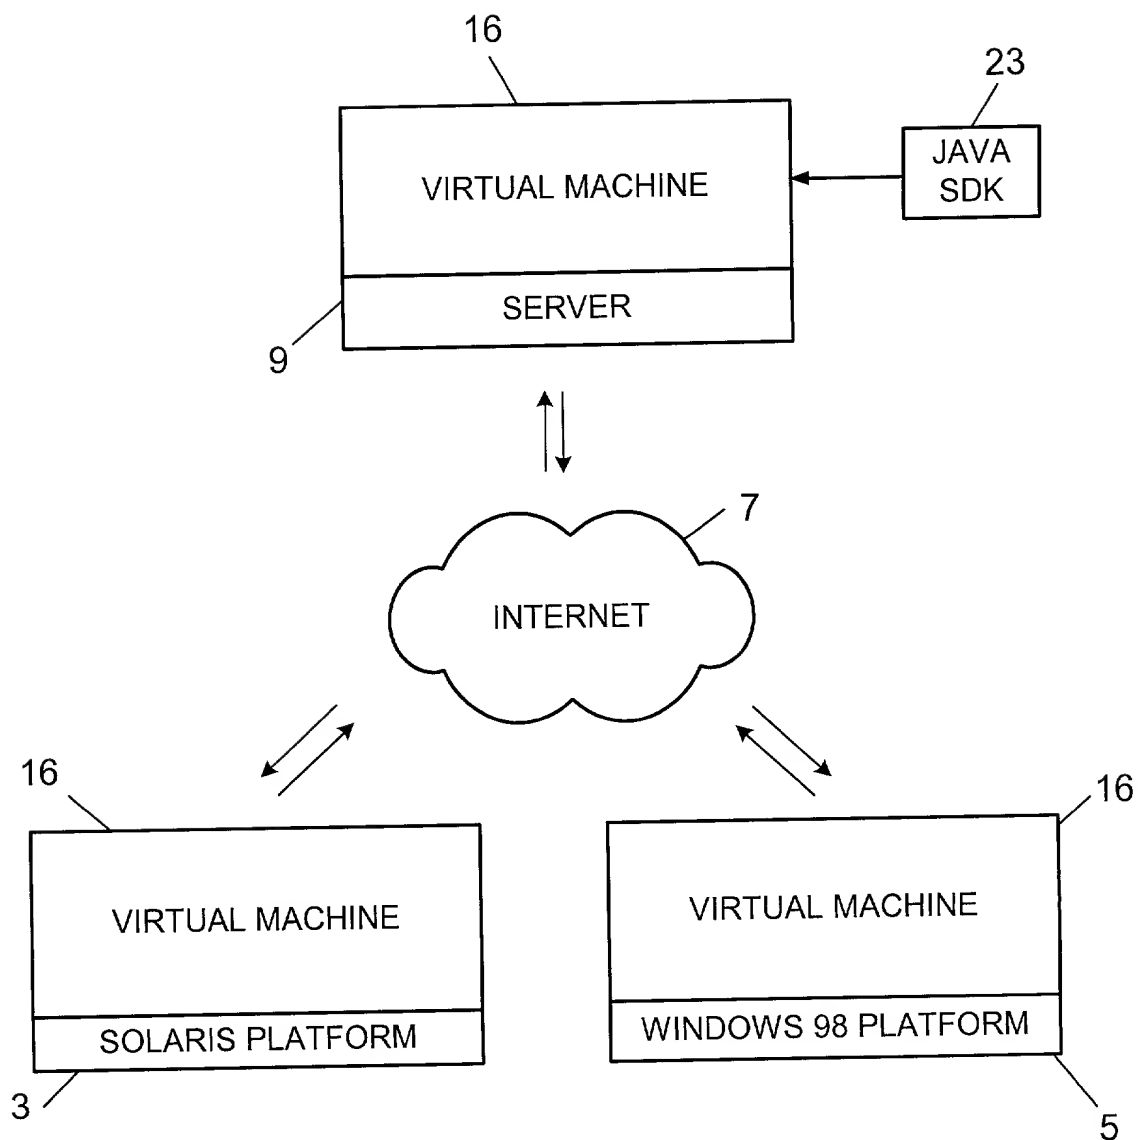 16
23
JAVA
SDK
VIRTUAL MACHINE
SERVER
9
7
INTERNET
16
16
VIRTUAL MACHINE
VIRTUAL MACHINE
SOLARIS PLATFORM
WINDOWS 98 PLATFORM
3
5